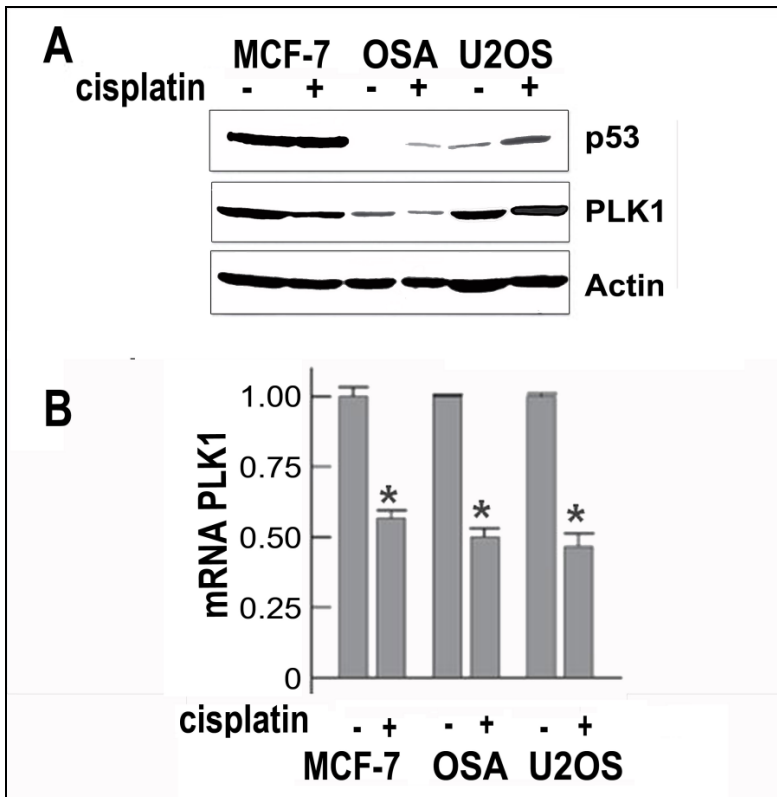 A
MCF-7 OSA U2OS
cisplatin - + - + - +
p53
PLK1
Actin
B
mRNA PLK1
1.00
0.75
0.50
0.25
0
* * *
cisplatin - + - + - +
MCF-7 OSA U2OS